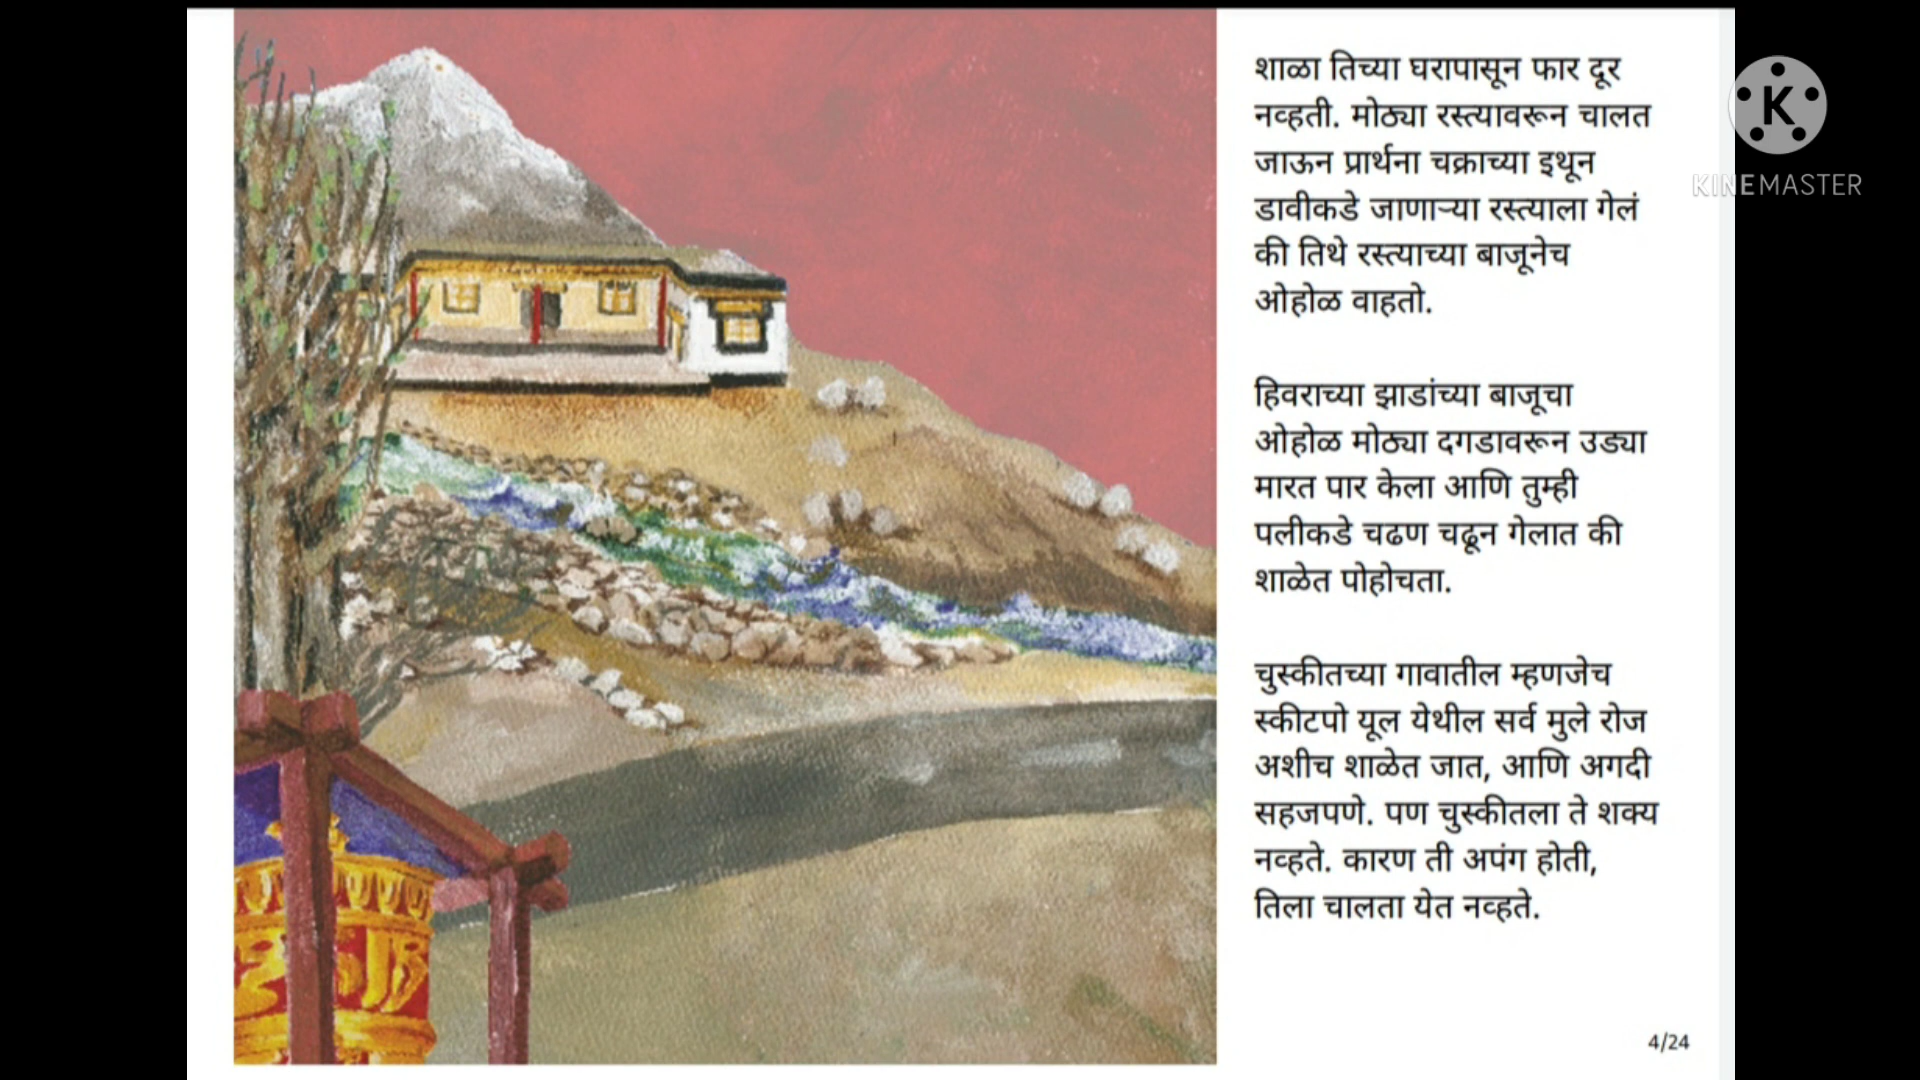 शाळा तिच्या घरापासून फार दूर
नव्हती. मोठ्या रस्त्यावरून चालत
जाऊन प्रार्थना चक्राच्या इथून
डावीकडे जाणाऱ्या रस्त्याला गेलं
की तिथे रस्त्याच्या बाजूनेच
ओहोळ वाहतो.
हिवराच्या झाडांच्या बाजूचा
ओहोळ मोठ्या दगडावरून उड्या
मारत पार केला आणि तुम्ही
पलीकडे चढण चढून गेलात की
शाळेत पोहोचता.
चुस्कीतच्या गावातील म्हणजेच
स्कीटपो यूल येथील सर्व मुले रोज
अशीच शाळेत जात, आणि अगदी
सहजपणे. पण चुस्कीतला ते शक्य
नव्हते. कारण ती अपंग होती,
तिला चालता येत नव्हते.
4/24
K
KINEMASTER